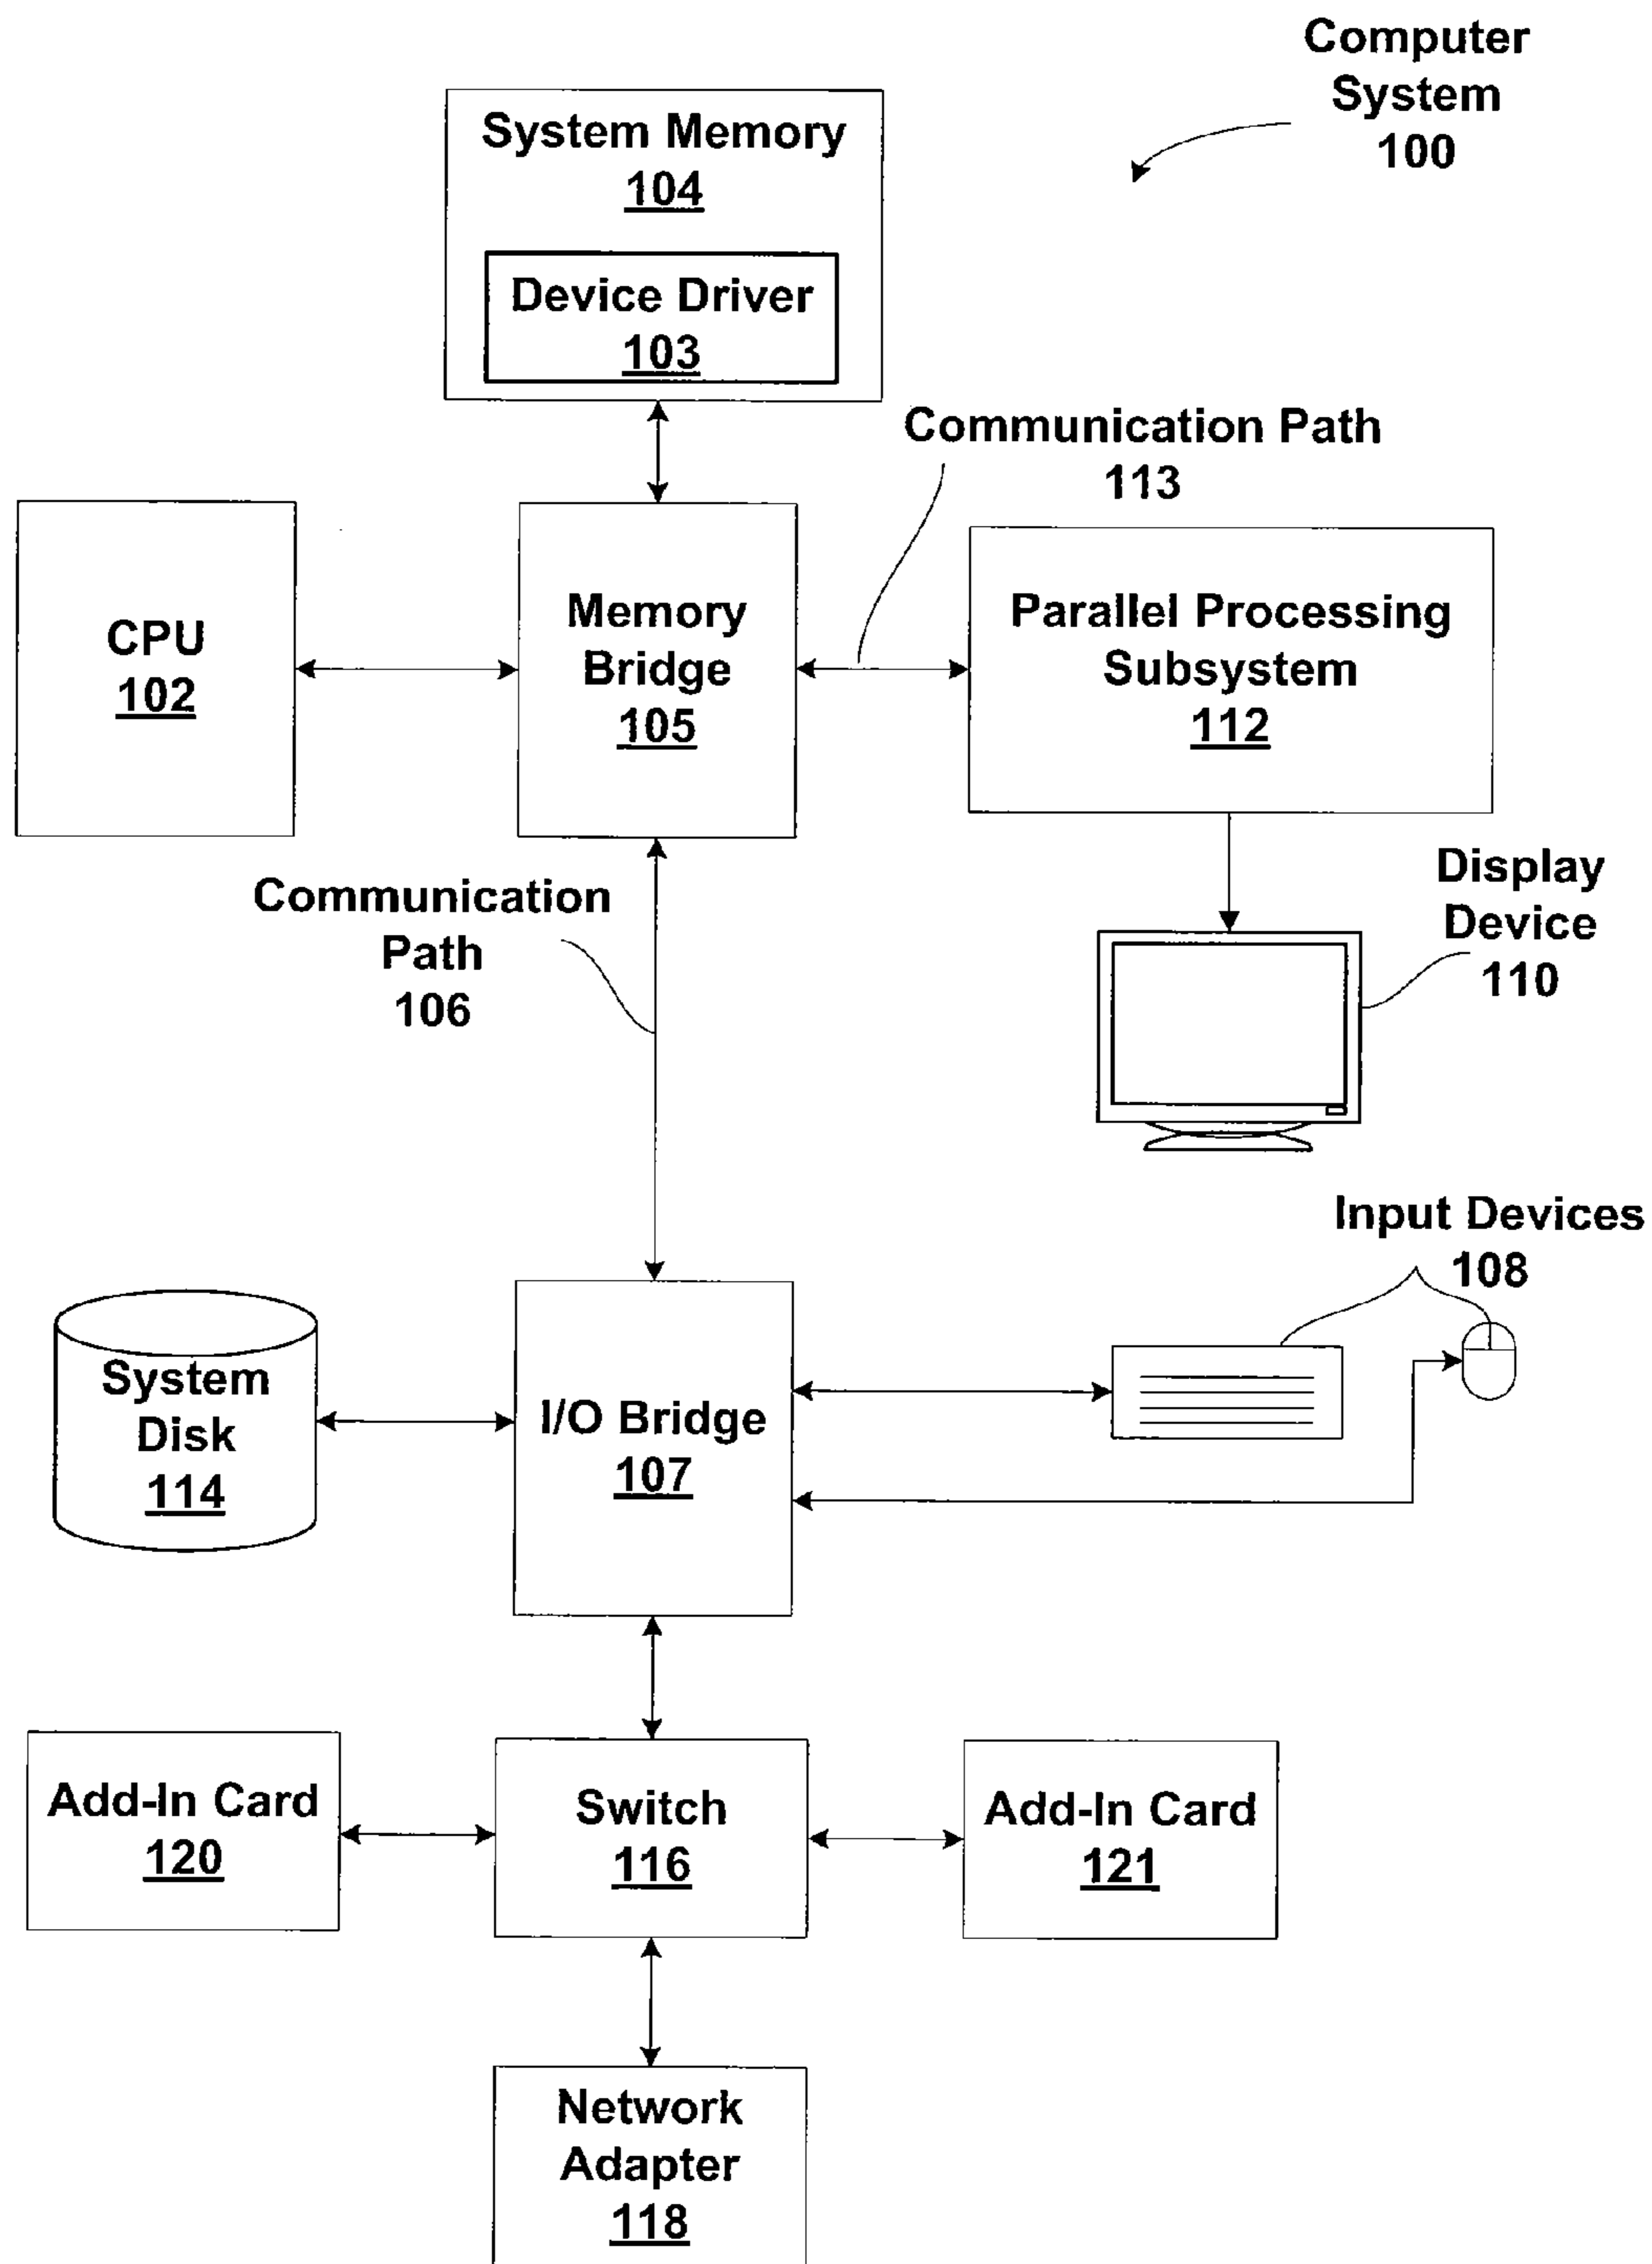 Computer
System
100
System Memory
104
Device Driver
103
Communication Path
113
CPU
102
Memory
Bridge
105
Parallel Processing
Subsystem
112
Communication
Path
106
Display
Device
110
Input Devices
108
System
Disk
114
I/O Bridge
107
Add-In Card
120
Switch
116
Add-In Card
121
Network
Adapter
118